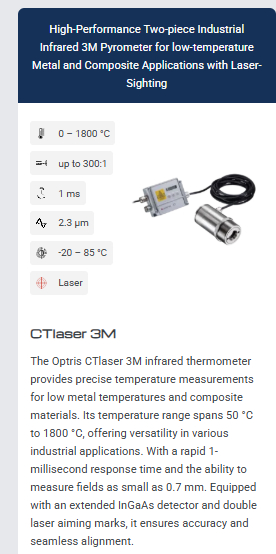 High-Performance Two-piece Industrial
Infrared 3M Pyrometer for low-temperature
Metal and Composite Applications with Laser-
Sighting
0 – 1800 °C
up to 300:1
1 ms
2.3 µm
-20 – 85 °C
Laser
CTlaser 3M
The Optris CTlaser 3M infrared thermometer
provides precise temperature measurements
for low metal temperatures and composite
materials. Its temperature range spans 50 °C
to 1800 °C, offering versatility in various
industrial applications. With a rapid 1-
millisecond response time and the ability to
measure fields as small as 0.7 mm. Equipped
with an extended InGaAs detector and double
laser aiming marks, it ensures accuracy and
seamless alignment.